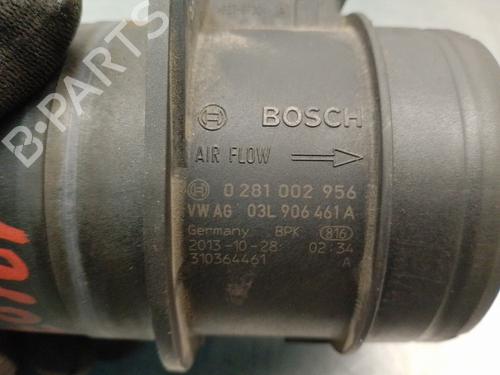 BOSCH
AIR FLOW
0 281 002 956
VW AG 03L 906 461 A
Germany BPK 816
2013-10-28 02:34
310364461 A
B-PARTS